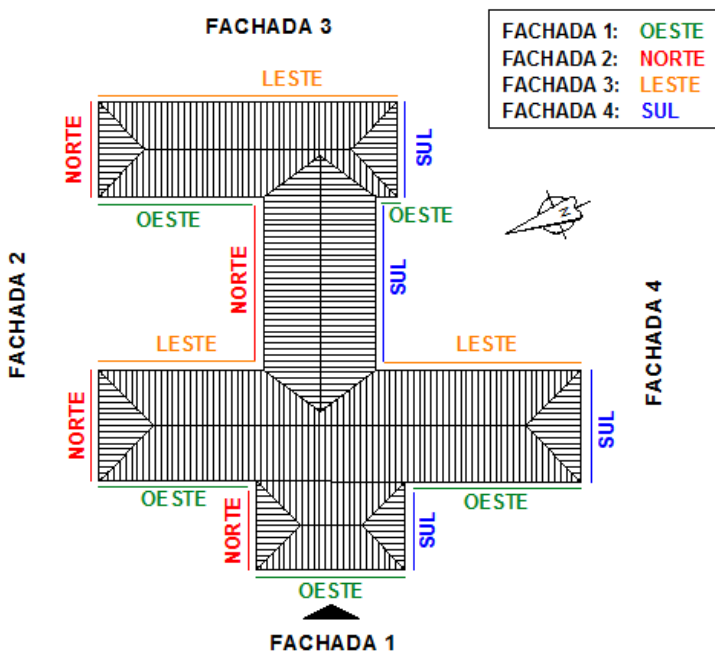 FACHADA 3
FACHADA 1: OESTE
FACHADA 2: NORTE
FACHADA 3: LESTE
FACHADA 4: SUL
LESTE
NORTE
SUL
OESTE
OESTE
N
FACHADA 2
NORTE
SUL
FACHADA 4
LESTE
LESTE
NORTE
SUL
OESTE
NORTE
SUL
OESTE
OESTE
FACHADA 1